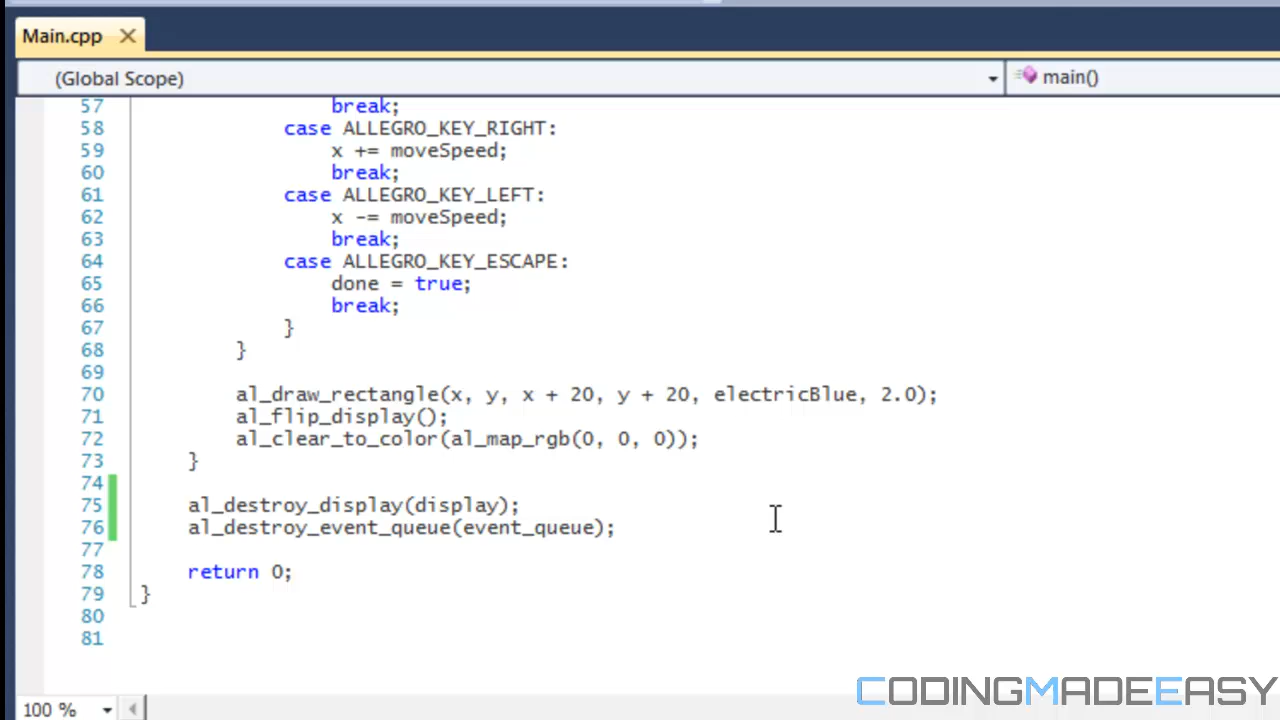 Main.cpp
(Global Scope) main()
57 break;
58 case ALLEGRO_KEY_RIGHT:
59 x += moveSpeed;
60 break;
61 case ALLEGRO_KEY_LEFT:
62 x -= moveSpeed;
63 break;
64 case ALLEGRO_KEY_ESCAPE:
65 done = true;
66 break;
67 }
68 }
69
70 al_draw_rectangle(x, y, x + 20, y + 20, electricBlue, 2.0);
71 al_flip_display();
72 al_clear_to_color(al_map_rgb(0, 0, 0));
73 }
74
75 al_destroy_display(display);
76 al_destroy_event_queue(event_queue);
77
78 return 0;
79 }
80
81
CODINGMADEEASY
100 %